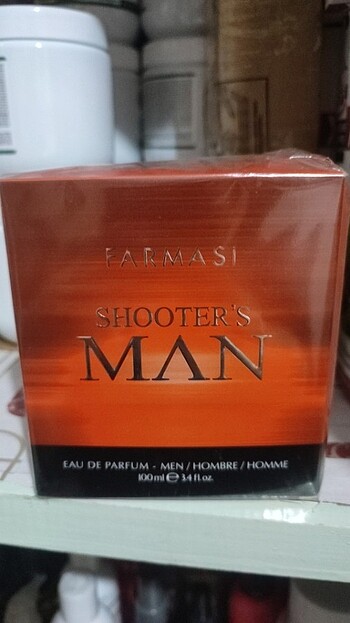 FARMASİ
SHOOTER'S
MAN
EAU DE PARFUM - MEN / HOMBRE / HOMME
100 ml ℮ 3.4 fl. oz.